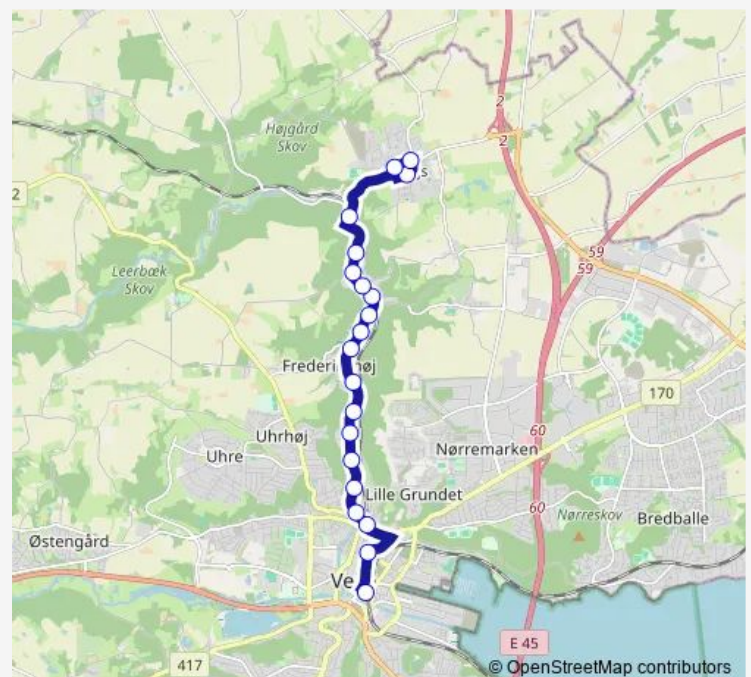 Højgård
Skov
2
2
s
2
59
59
Leerbæk
Skov
Frederi
høj
170
Uhrhøj
Uhre
Nørremarken
60
Lille Grundet
60
Nørreskov
Bredballe
Østengård
Ve
E 45
417
© OpenStreetMap contributors